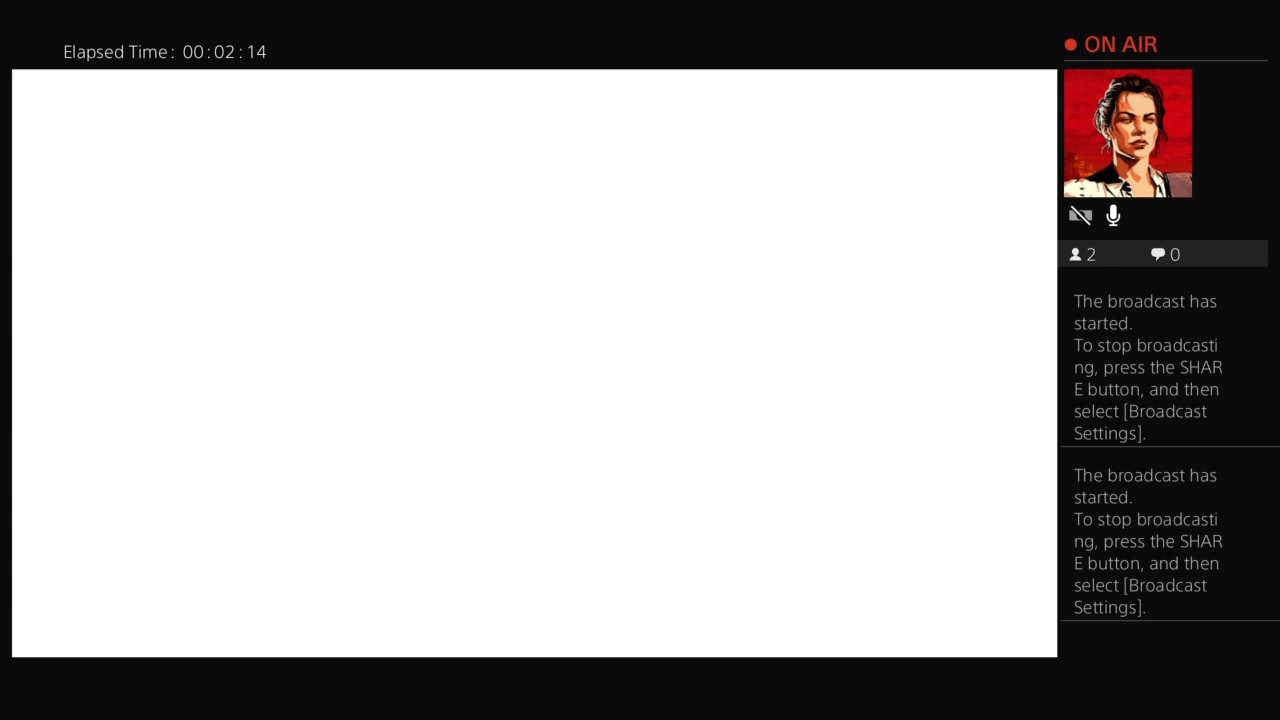 Elapsed Time: 00:02:14
ON AIR
2
0
The broadcast has
started.
To stop broadcasti
ng, press the SHAR
E button, and then
select [Broadcast
Settings].
The broadcast has
started.
To stop broadcasti
ng, press the SHAR
E button, and then
select [Broadcast
Settings].